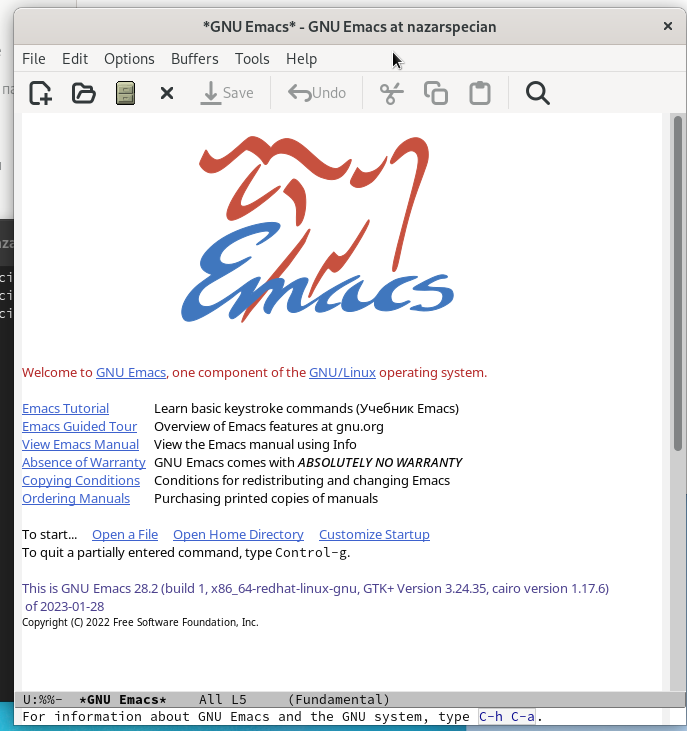 *GNU Emacs* - GNU Emacs at nazarspecian
File Edit Options Buffers Tools Help
Save Undo
Emacs
Welcome to GNU Emacs, one component of the GNU/Linux operating system.
Emacs Tutorial Learn basic keystroke commands (Учебник Emacs)
Emacs Guided Tour Overview of Emacs features at gnu.org
View Emacs Manual View the Emacs manual using Info
Absence of Warranty GNU Emacs comes with ABSOLUTELY NO WARRANTY
Copying Conditions Conditions for redistributing and changing Emacs
Ordering Manuals Purchasing printed copies of manuals
To start... Open a File Open Home Directory Customize Startup
To quit a partially entered command, type Control-g.
This is GNU Emacs 28.2 (build 1, x86_64-redhat-linux-gnu, GTK+ Version 3.24.35, cairo version 1.17.6)
of 2023-01-28
Copyright (C) 2022 Free Software Foundation, Inc.
U:%%- *GNU Emacs* All L5 (Fundamental)
For information about GNU Emacs and the GNU system, type C-h C-a.